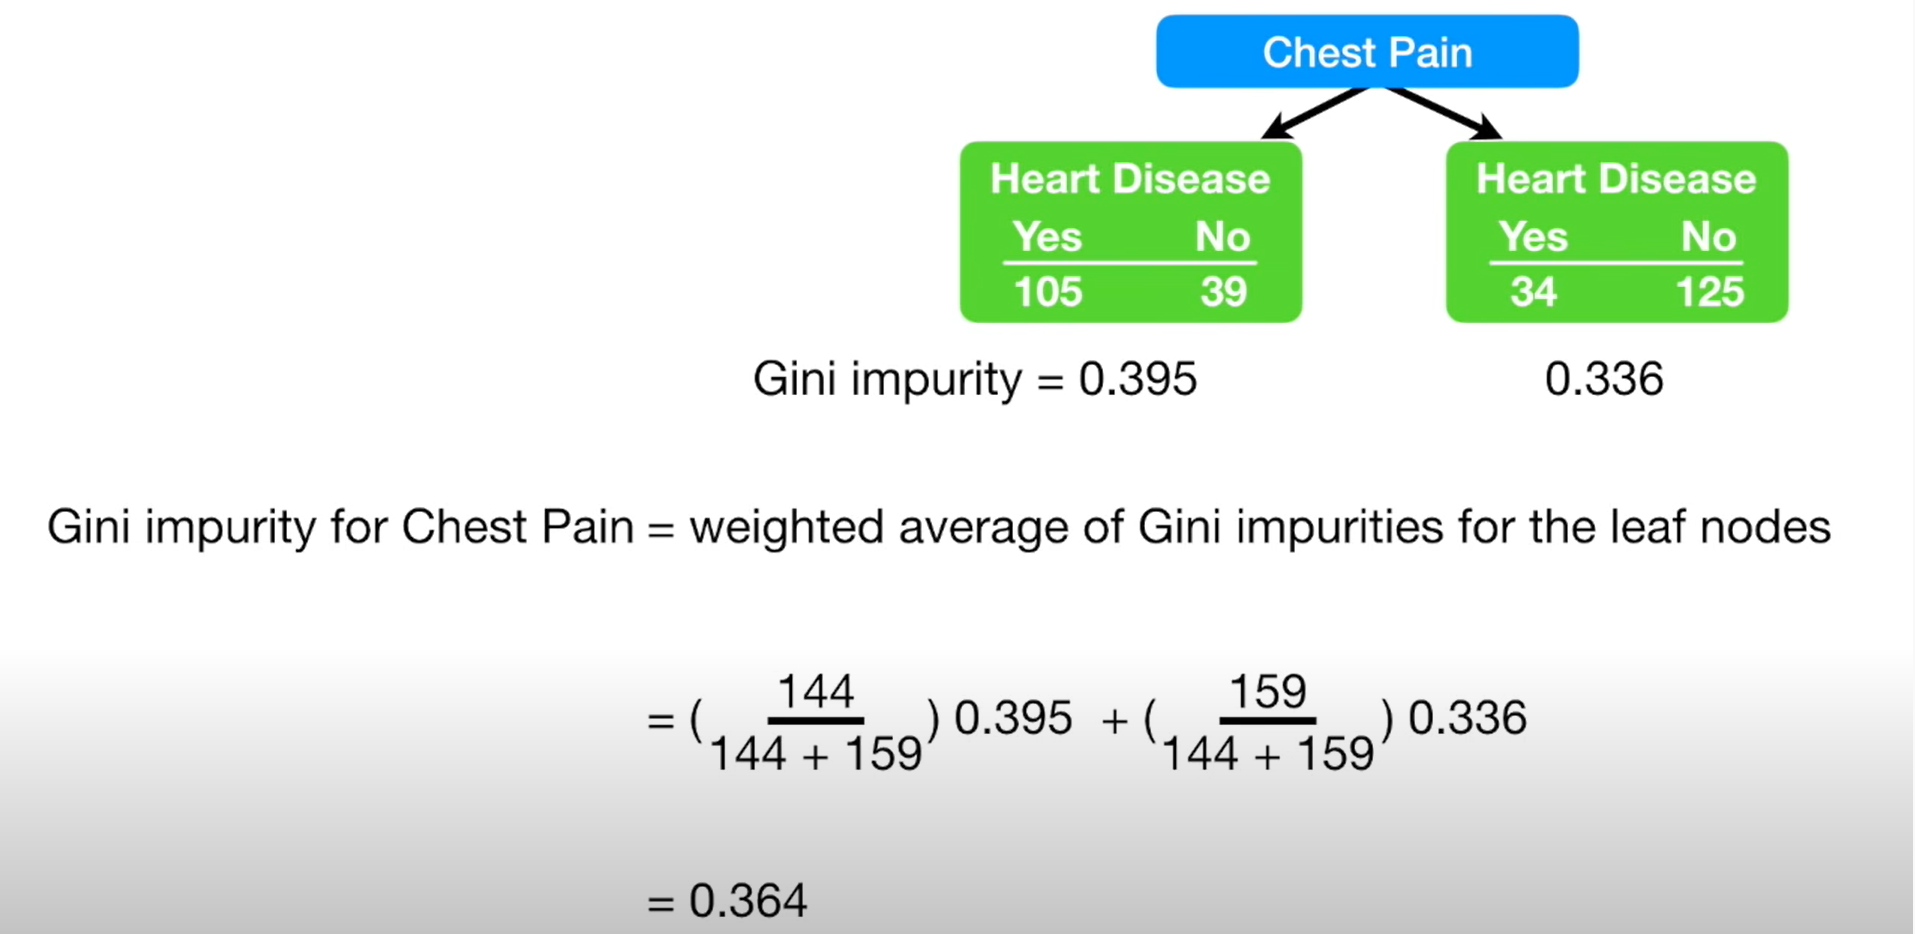 Chest Pain
Heart Disease
Yes No
105 39
Heart Disease
Yes No
34 125
Gini impurity = 0.395 0.336
Gini impurity for Chest Pain = weighted average of Gini impurities for the leaf nodes
= ( 144 / 144 + 159 ) 0.395 + ( 159 / 144 + 159 ) 0.336
= 0.364